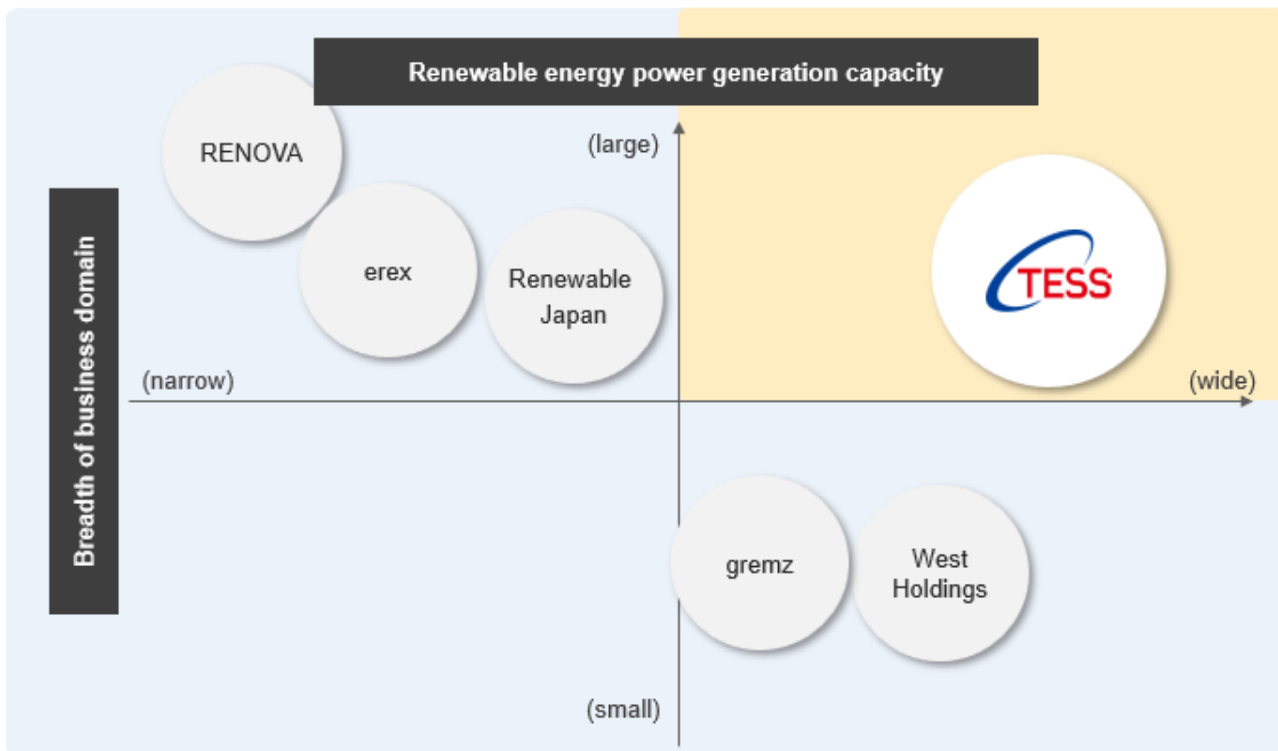 Renewable energy power generation capacity
RENOVA
(large)
erex
Renewable
Japan
TESS
Breadth of business domain
(narrow)
(wide)
gremz
West
Holdings
(small)